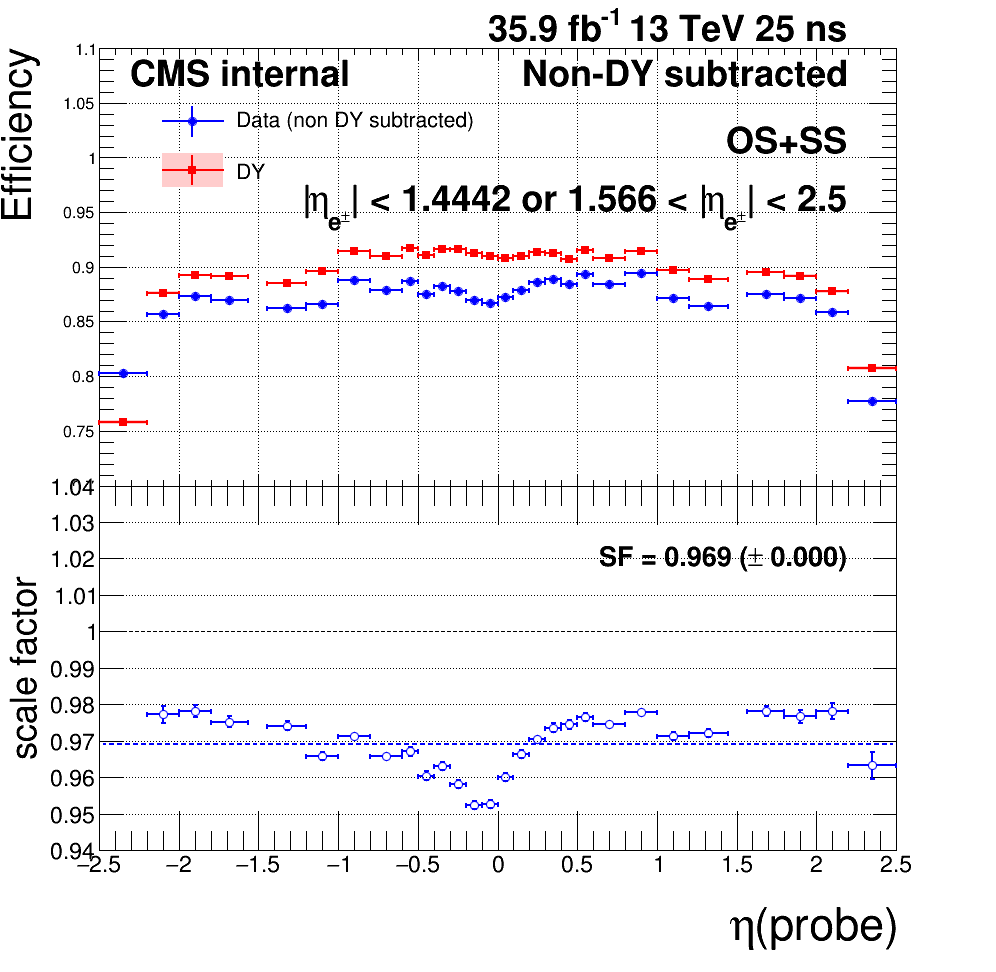 35.9 fb⁻¹ 13 TeV 25 ns
Efficiency
CMS internal
Non-DY subtracted
Data (non DY subtracted)
OS+SS
DY
|η_e±| < 1.4442 or 1.566 < |η_e±| < 2.5
1.1
1.05
1
0.95
0.9
0.85
0.8
0.75
scale factor
SF = 0.969 (± 0.000)
1.04
1.03
1.02
1.01
1
0.99
0.98
0.97
0.96
0.95
0.94
−2.5 −2 −1.5 −1 −0.5 0 0.5 1 1.5 2 2.5
η(probe)